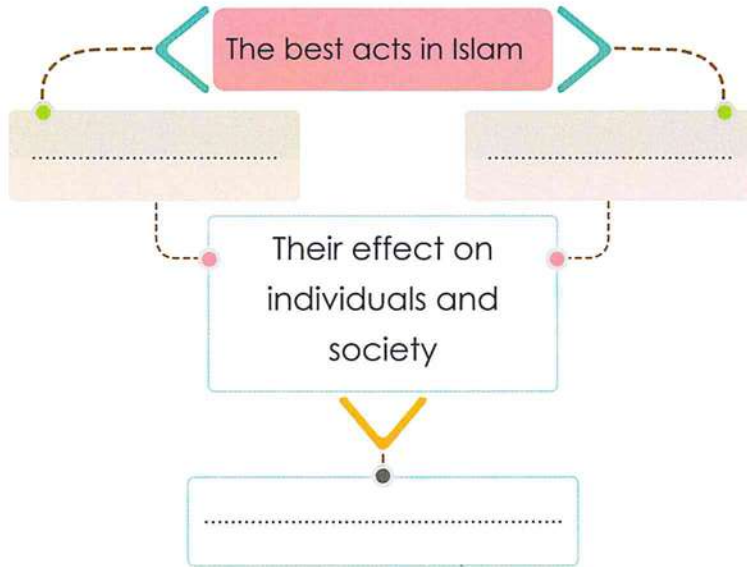 The best acts in Islam
Their effect on
individuals and
society